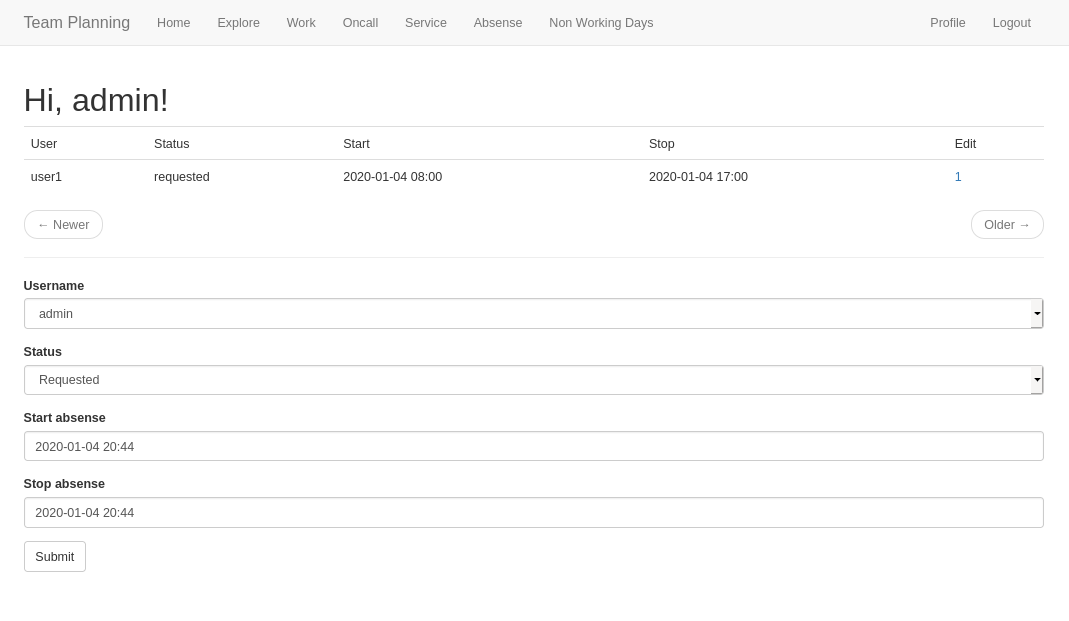 Team Planning Home Explore Work Oncall Service Absense Non Working Days Profile Logout
Hi, admin!
User Status Start Stop Edit
user1 requested 2020-01-04 08:00 2020-01-04 17:00 1
← Newer Older →
Username
admin
Status
Requested
Start absense
2020-01-04 20:44
Stop absense
2020-01-04 20:44
Submit